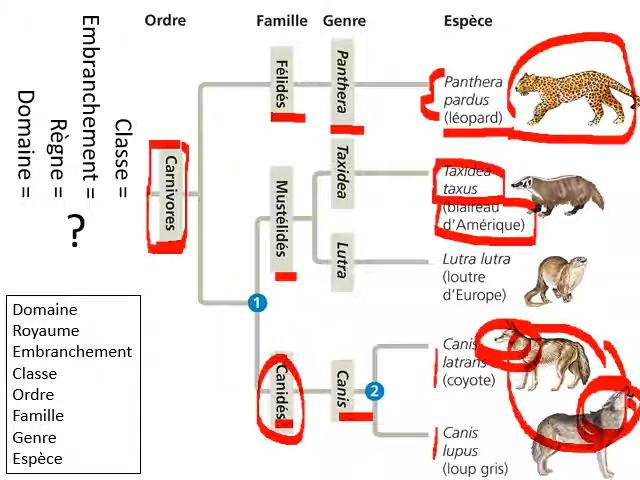 Ordre
Famille
Genre
Espèce
Classe =
Embranchement =
Règne =
Domaine =
?
Carnivores
Félidés
Panthera
Panthera
pardus
(léopard)
Mustélidés
Taxidea
Taxidea
taxus
(blaireau
d'Amérique)
Lutra
Lutra lutra
(loutre
d'Europe)
1
Canidés
Canis
2
Canis
latrans
(coyote)
Canis
lupus
(loup gris)
Domaine
Royaume
Embranchement
Classe
Ordre
Famille
Genre
Espèce